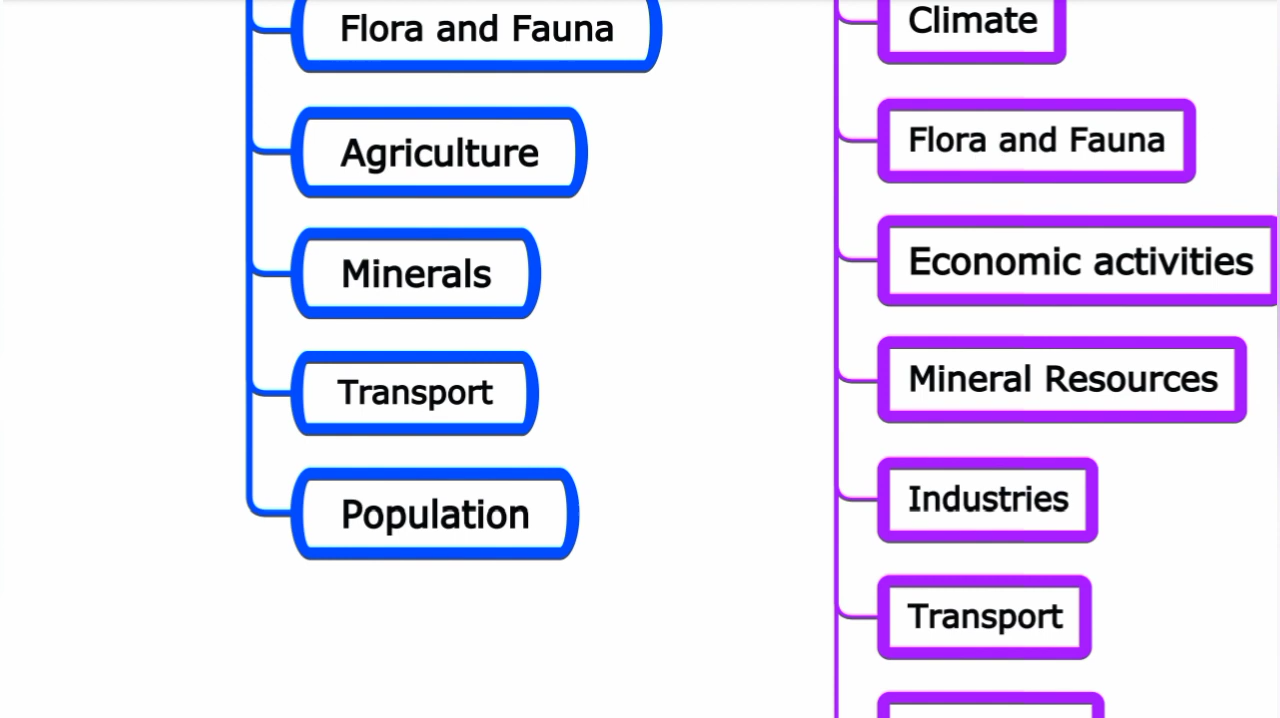 Flora and Fauna
Agriculture
Minerals
Transport
Population
Climate
Flora and Fauna
Economic activities
Mineral Resources
Industries
Transport